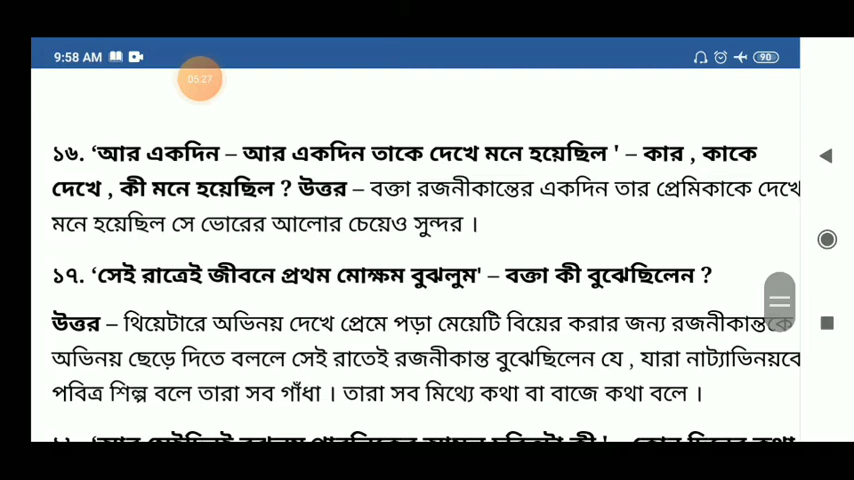 9:58 AM
90
05:27
১৬. ‘আর একদিন – আর একদিন তাকে দেখে মনে হয়েছিল ' – কার , কাকে
দেখে , কী মনে হয়েছিল ? উত্তর – বক্তা রজনীকান্তের একদিন তার প্রেমিকাকে দেখে
মনে হয়েছিল সে ভোরের আলোর চেয়েও সুন্দর ।
১৭. ‘সেই রাত্রেই জীবনে প্রথম মোক্ষম বুঝলুম' – বক্তা কী বুঝেছিলেন ?
উত্তর – থিয়েটারে অভিনয় দেখে প্রেমে পড়া মেয়েটি বিয়ের করার জন্য রজনীকান্তকে
অভিনয় ছেড়ে দিতে বললে সেই রাতেই রজনীকান্ত বুঝেছিলেন যে , যারা নাট্যাভিনয়কে
পবিত্র শিল্প বলে তারা সব গাঁধা । তারা সব মিথ্যে কথা বা বাজে কথা বলে ।